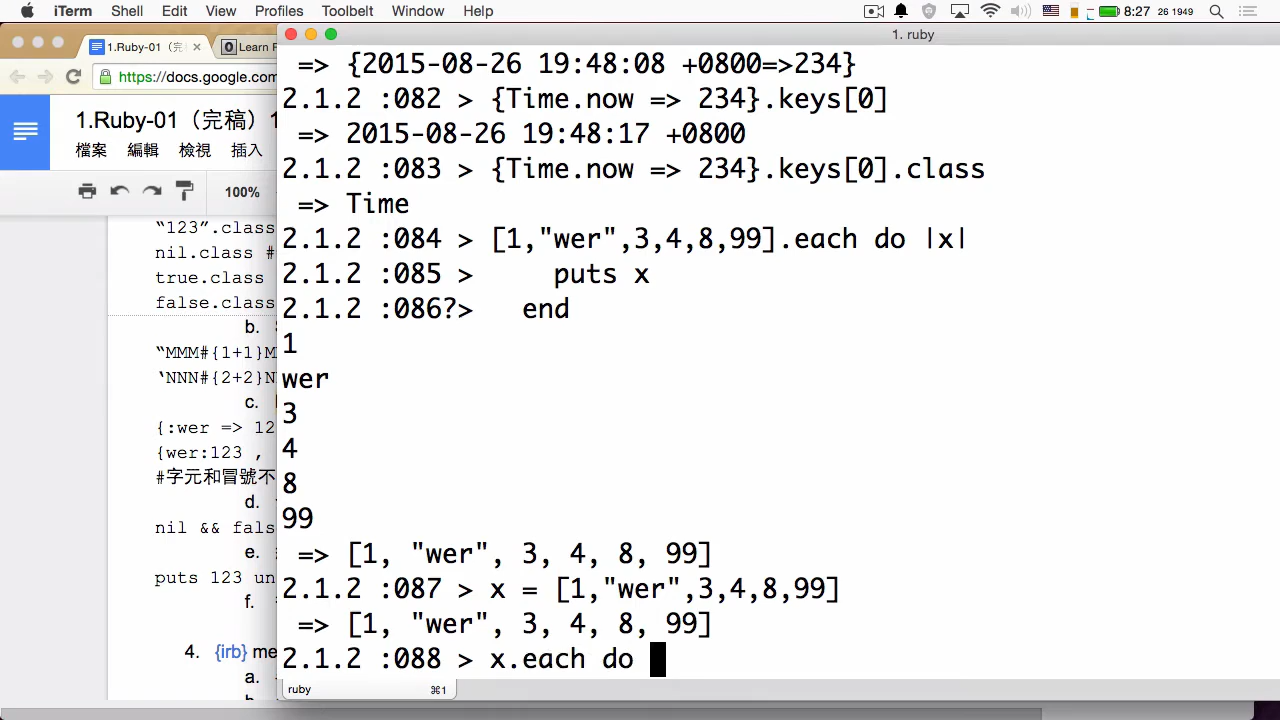 iTerm Shell Edit View Profiles Toolbelt Window Help 8:27 26 1949
1.Ruby-01（完 × Learn R
1. ruby
https://docs.google.com
1.Ruby-01（完稿）1
檔案 編輯 檢視 插入
100%
"123".class
nil.class #
true.class
false.class
b.
"MMM#{1+1}M
'NNN#{2+2}N
c.
{:wer => 12
{wer:123 ,
#字元和冒號不
d.
nil && fals
e.
puts 123 un
f.
4. {irb} me
a.
=> {2015-08-26 19:48:08 +0800=>234}
2.1.2 :082 > {Time.now => 234}.keys[0]
=> 2015-08-26 19:48:17 +0800
2.1.2 :083 > {Time.now => 234}.keys[0].class
=> Time
2.1.2 :084 > [1,"wer",3,4,8,99].each do |x|
2.1.2 :085 >     puts x
2.1.2 :086?>   end
1
wer
3
4
8
99
=> [1, "wer", 3, 4, 8, 99]
2.1.2 :087 > x = [1,"wer",3,4,8,99]
=> [1, "wer", 3, 4, 8, 99]
2.1.2 :088 > x.each do
ruby ⌘1